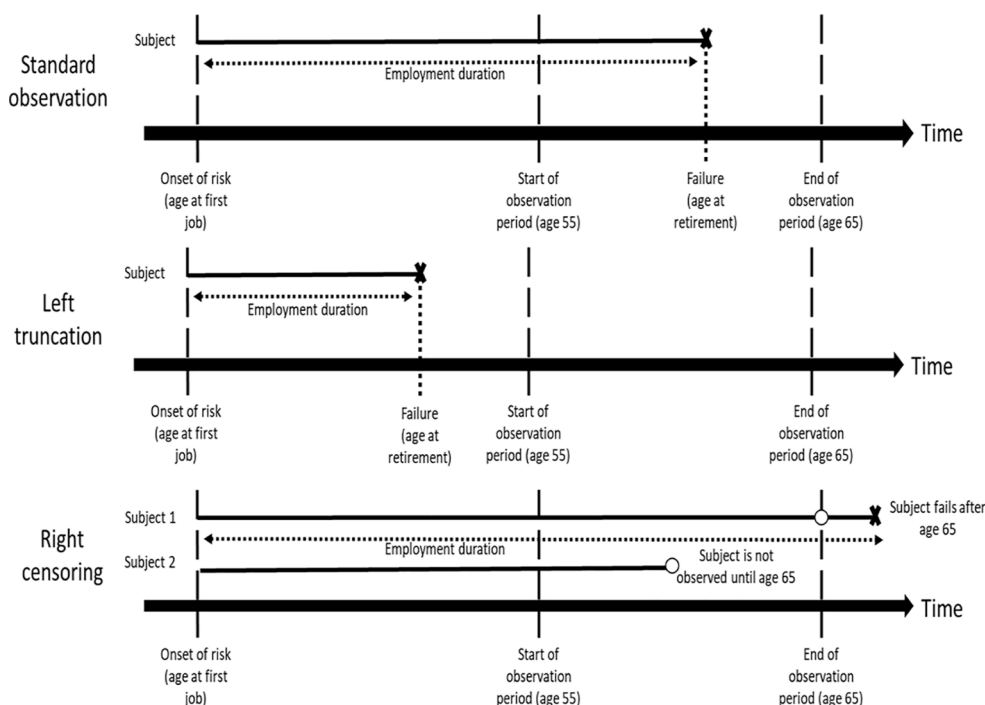 Subject
Employment duration
Standard
observation
Time
Onset of risk
(age at first
job)
Start of
observation
period (age 55)
Failure
(age at
retirement)
End of
observation
period (age 65)
Subject
Employment duration
Left
truncation
Time
Onset of risk
(age at first
job)
Failure
(age at
retirement)
Start of
observation
period (age 55)
End of
observation
period (age 65)
Subject 1
Subject fails after
age 65
Employment duration
Right
censoring
Subject 2
Subject is not
observed until age 65
Time
Onset of risk
(age at first
job)
Start of
observation
period (age 55)
End of
observation
period (age 65)